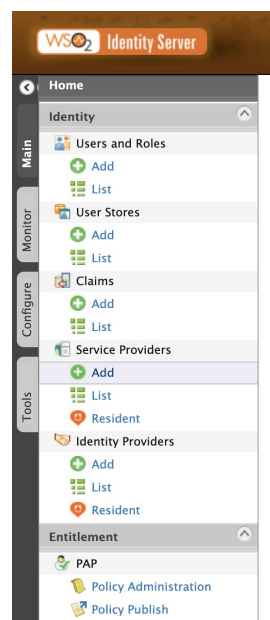 WSO2 Identity Server
Home
Identity
Users and Roles
Add
List
User Stores
Add
List
Claims
Add
List
Service Providers
Add
List
Resident
Identity Providers
Add
List
Resident
Entitlement
PAP
Policy Administration
Policy Publish
Main
Monitor
Configure
Tools